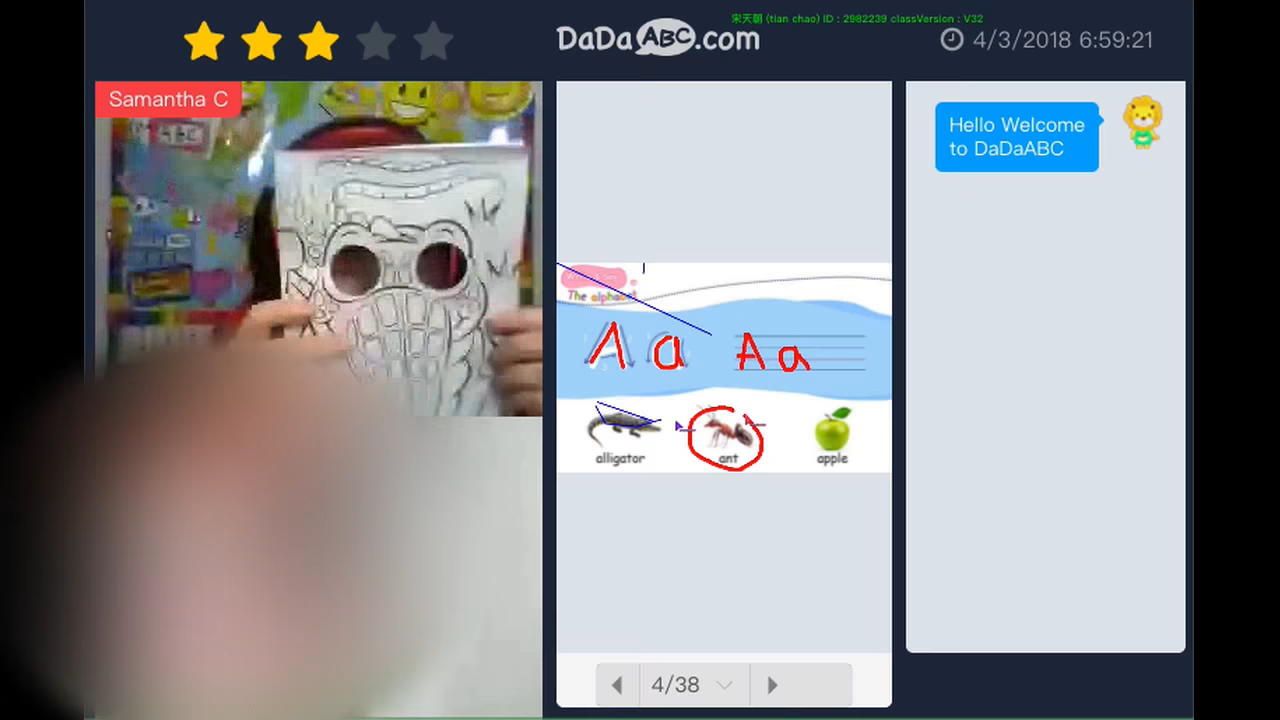 宋天朝 (tian chao) ID : 2982239 classVersion : V32
DaDaABC.com
4/3/2018 6:59:21
Samantha C
ABC
Hello Welcome
to DaDaABC
The alphabet
A a A a
alligator ant apple
4/38